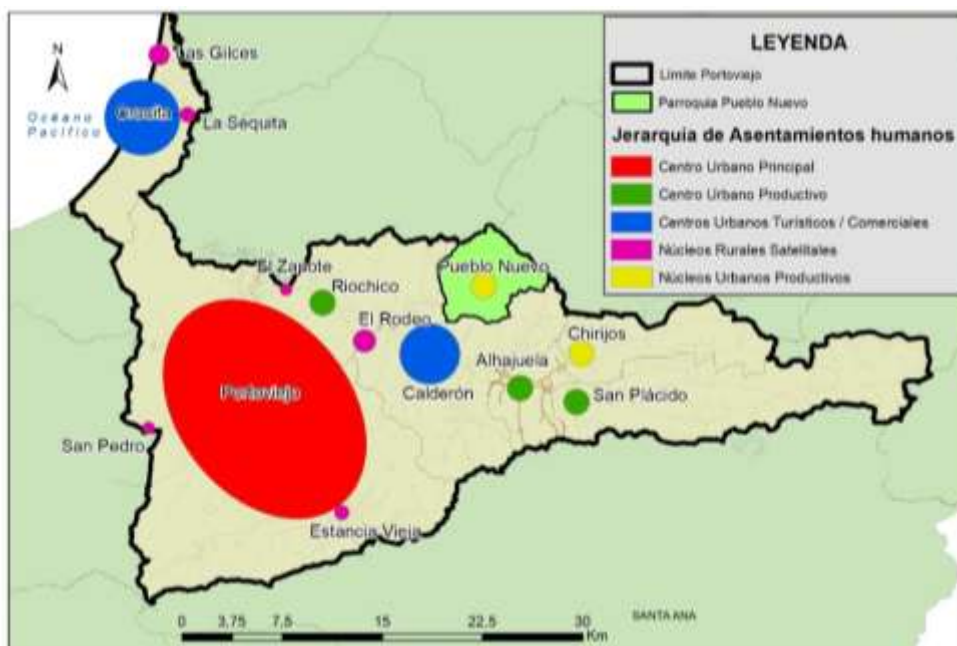 N
Las Gilces
Crucita
Océano
Pacífico
La Sequita
El Zapote
Riochico
Pueblo Nuevo
El Rodeo
Chirijos
Alhajuela
Portoviejo
Calderón
San Plácido
San Pedro
Estancia Vieja
SANTA ANA
0 3,75 7,5 15 22,5 30
Km
LEYENDA
Límite Portoviejo
Parroquia Pueblo Nuevo
Jerarquia de Asentamientos humanos
Centro Urbano Principal
Centro Urbano Productivo
Centros Urbanos Turísticos / Comerciales
Núcleos Rurales Satelitales
Núcleos Urbanos Productivos